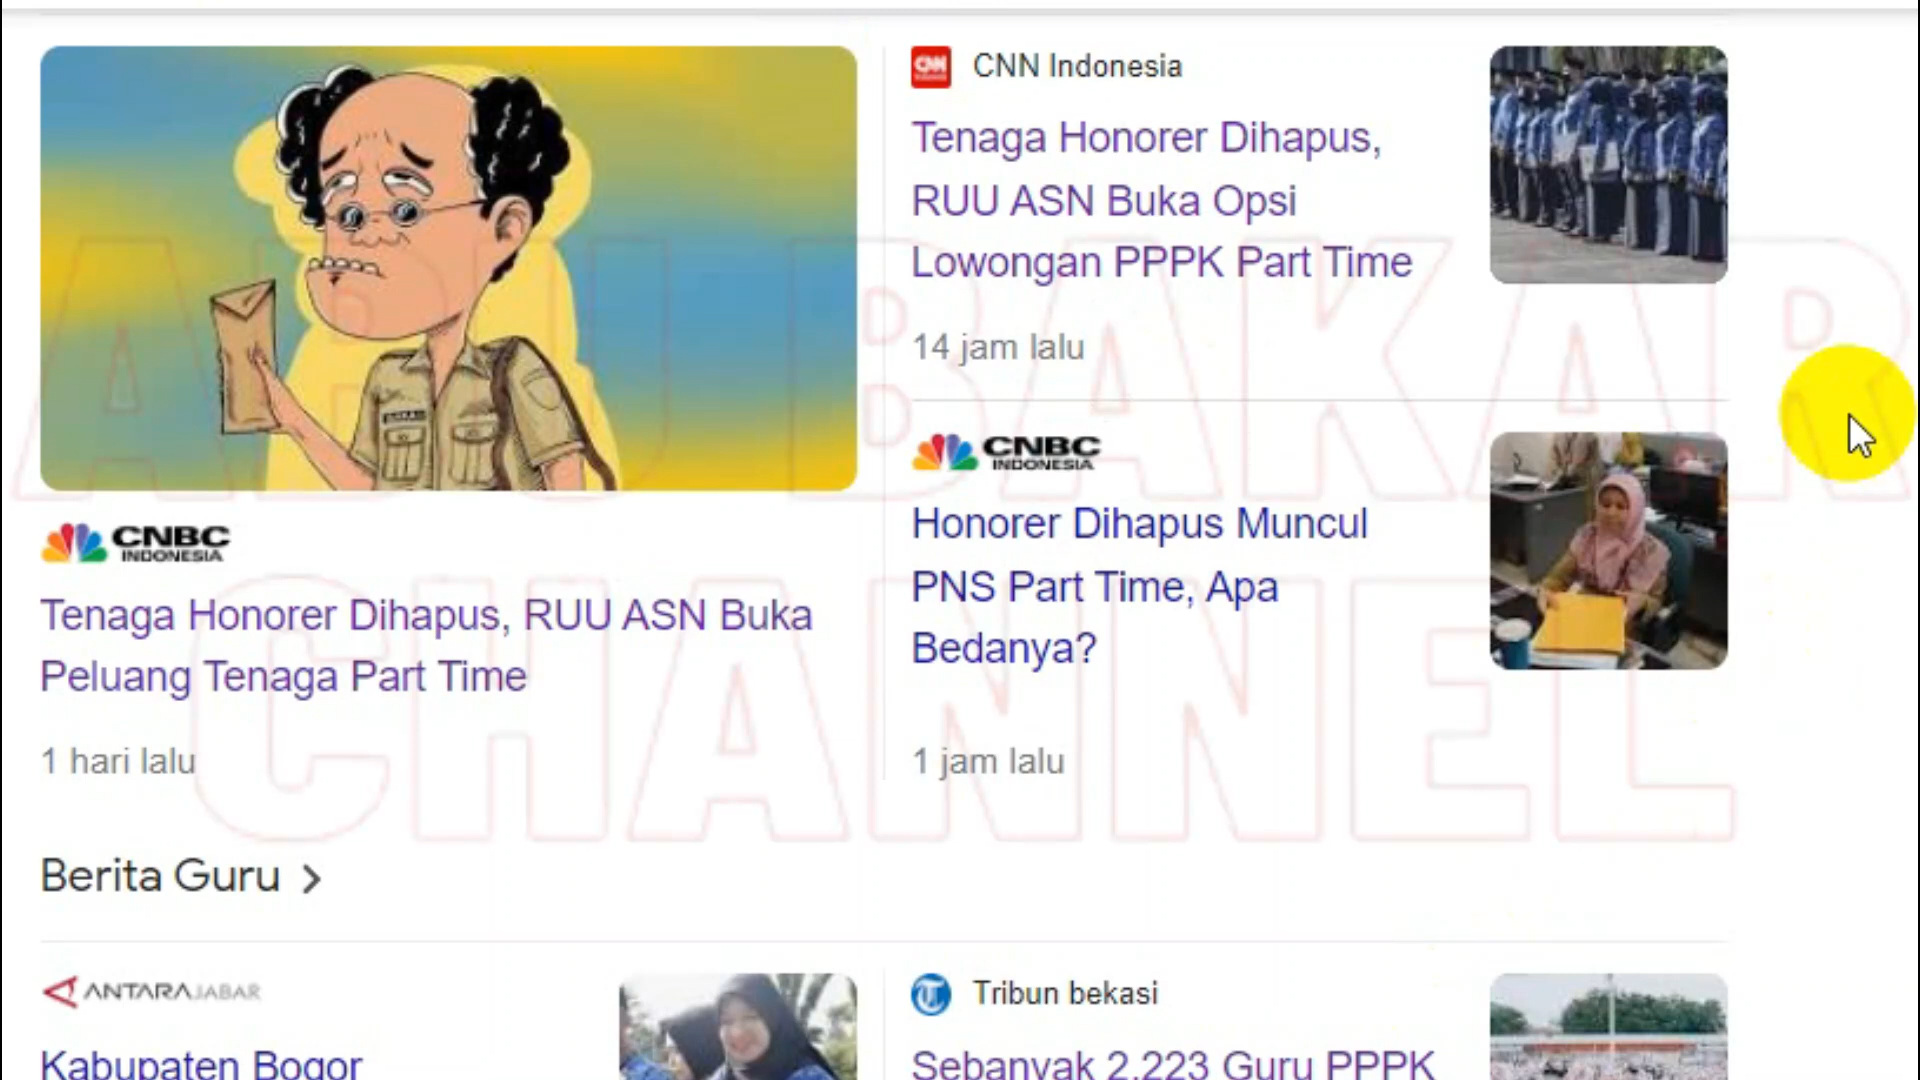 CNBC
INDONESIA
Tenaga Honorer Dihapus, RUU ASN Buka
Peluang Tenaga Part Time
1 hari lalu
CNN Indonesia
Tenaga Honorer Dihapus,
RUU ASN Buka Opsi
Lowongan PPPK Part Time
14 jam lalu
CNBC
INDONESIA
Honorer Dihapus Muncul
PNS Part Time, Apa
Bedanya?
1 jam lalu
Berita Guru
ANTARA JABAR
Kabupaten Bogor
Tribun bekasi
Sebanyak 2.223 Guru PPPK
ABU BAKAR
CHANNEL